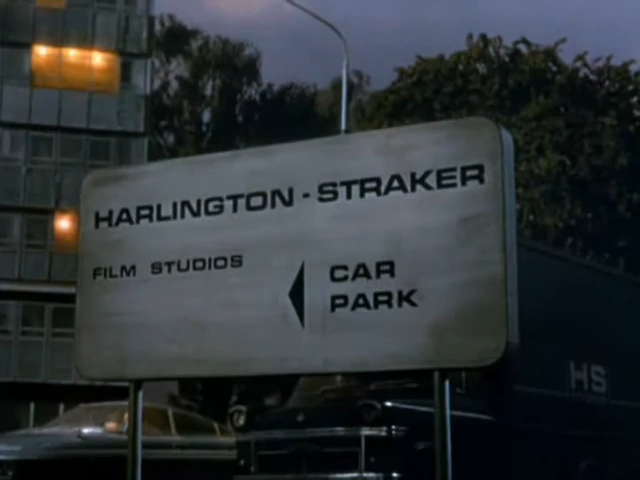 HARLINGTON - STRAKER
FILM STUDIOS
CAR
PARK
HS